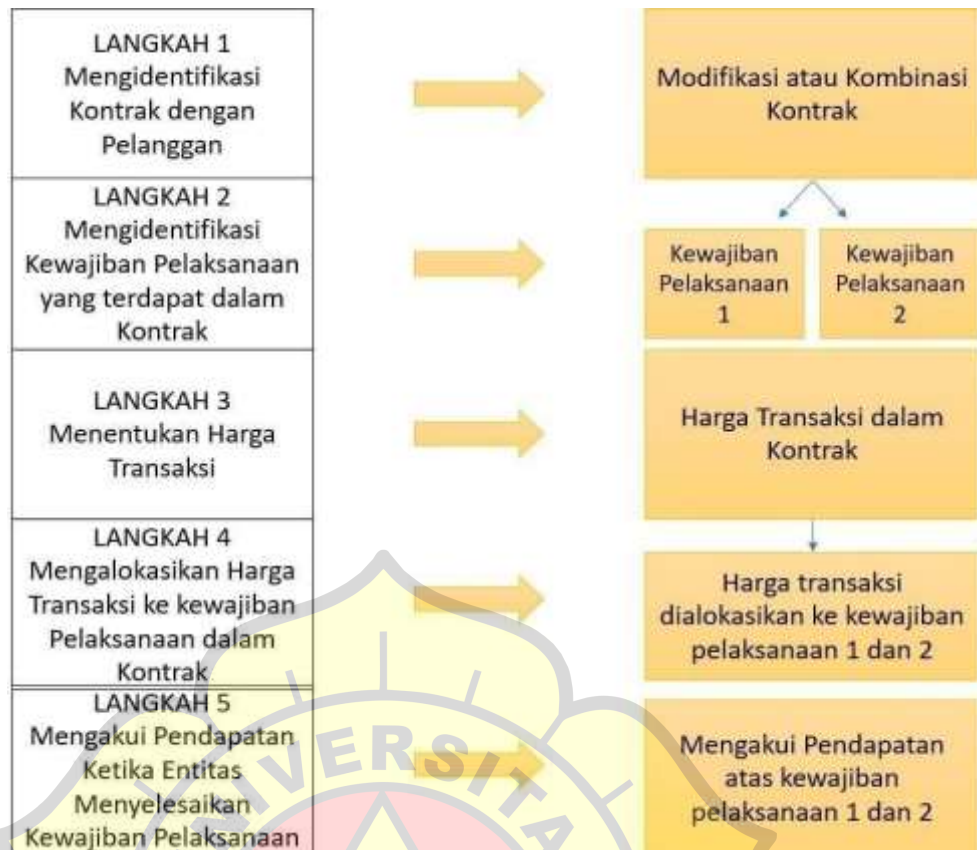 LANGKAH 1
Mengidentifikasi
Kontrak dengan
Pelanggan
Modifikasi atau Kombinasi
Kontrak
LANGKAH 2
Mengidentifikasi
Kewajiban Pelaksanaan
yang terdapat dalam
Kontrak
Kewajiban
Pelaksanaan
1
Kewajiban
Pelaksanaan
2
LANGKAH 3
Menentukan Harga
Transaksi
Harga Transaksi dalam
Kontrak
LANGKAH 4
Mengalokasikan Harga
Transaksi ke kewajiban
Pelaksanaan dalam
Kontrak
Harga transaksi
dialokasikan ke kewajiban
pelaksanaan 1 dan 2
LANGKAH 5
Mengakui Pendapatan
Ketika Entitas
Menyelesaikan
Kewajiban Pelaksanaan
Mengakui Pendapatan
atas kewajiban
pelaksanaan 1 dan 2
IVERSITA